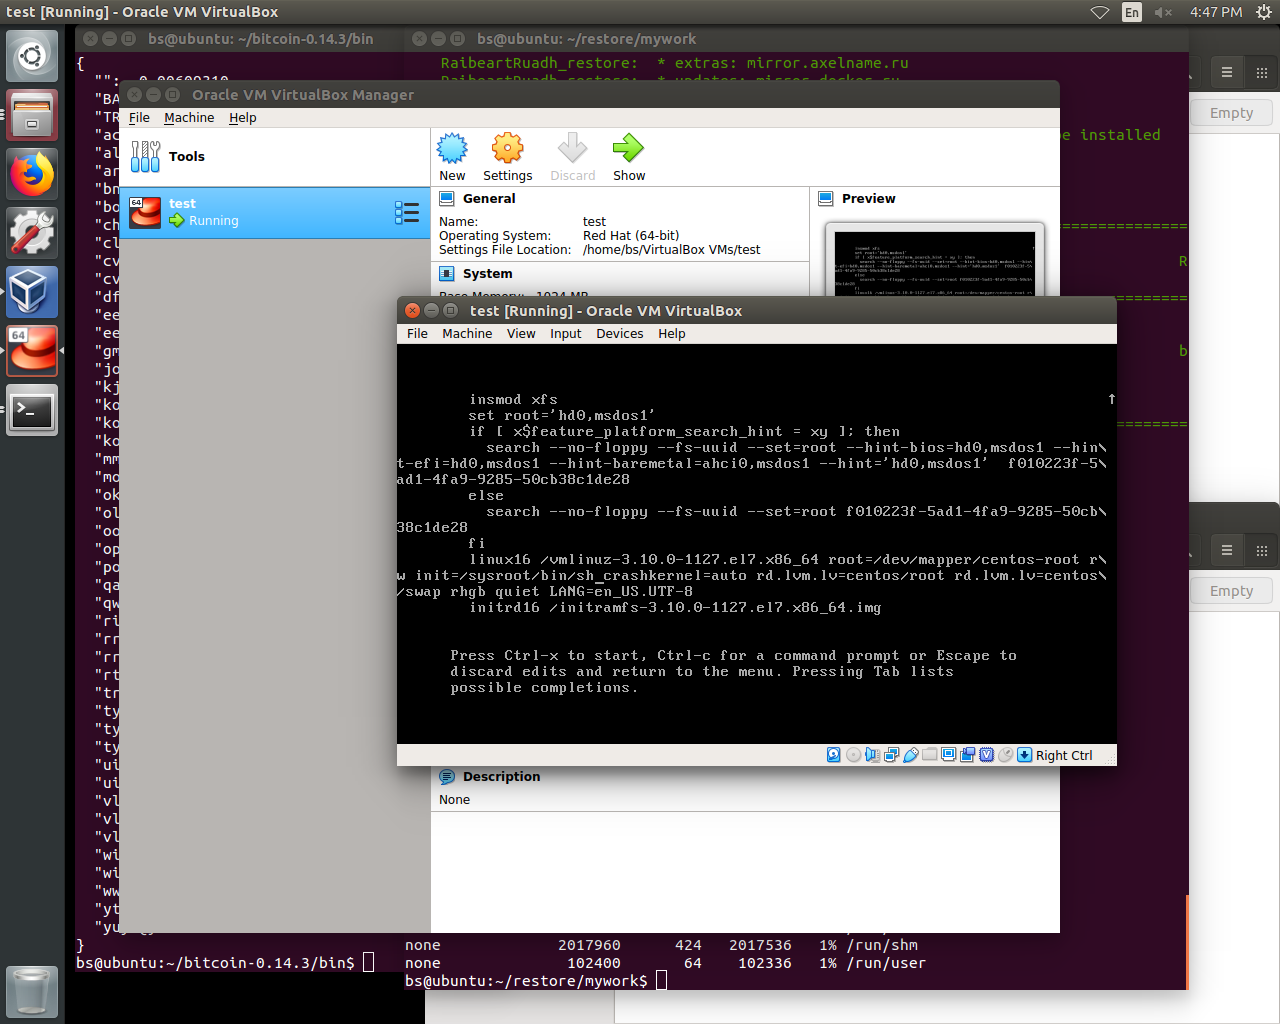 test [Running] - Oracle VM VirtualBox
En
4:47 PM
bs@ubuntu: ~/bitcoin-0.14.3/bin
bs@ubuntu: ~/restore/mywork
{
RaibeartRuadh_restore:  * extras: mirror.axelname.ru
Oracle VM VirtualBox Manager
File
Machine
Help
Tools
New
Settings
Discard
Show
64
test
Running
General
Name: test
Operating System: Red Hat (64-bit)
Settings File Location: /home/bs/VirtualBox VMs/test
System
Preview
Empty
e installed
R
b
"BA
"TR
"ac
"al
"ar
"bn
"bo
"ch
"cl
"cv
"cv
"df
"ee
"ee
"gm
"jo
"kj
"ko
"ko
"ko
"mm
"mo
"ok
"ol
"oo
"op
"po
"qa
"qw
"ri
"rr
"rr
"rt
"tr
"ty
"ty
"ty
"ui
"ui
"vl
"vl
"vl
"wi
"wi
"ww
"yt
}
bs@ubuntu:~/bitcoin-0.14.3/bin$
test [Running] - Oracle VM VirtualBox
File Machine View Input Devices Help
insmod xfs
set root='hd0,msdos1'
if [ x$feature_platform_search_hint = xy ]; then
search --no-floppy --fs-uuid --set=root --hint-bios=hd0,msdos1 --hin\
t-efi=hd0,msdos1 --hint-baremetal=ahci0,msdos1 --hint='hd0,msdos1'  f010223f-5\
ad1-4fa9-9285-50cb38c1de28
else
search --no-floppy --fs-uuid --set=root f010223f-5ad1-4fa9-9285-50cb\
38c1de28
fi
linux16 /vmlinuz-3.10.0-1127.el7.x86_64 root=/dev/mapper/centos-root r\
w init=/sysroot/bin/sh crashkernel=auto rd.lvm.lv=centos/root rd.lvm.lv=centos\
/swap rhgb quiet LANG=en_US.UTF-8
initrd16 /initramfs-3.10.0-1127.el7.x86_64.img
Press Ctrl-x to start, Ctrl-c for a command prompt or Escape to
discard edits and return to the menu. Pressing Tab lists
possible completions.
Right Ctrl
Empty
Description
None
none 2017960 424 2017536 1% /run/shm
none 102400 64 102336 1% /run/user
bs@ubuntu:~/restore/mywork$